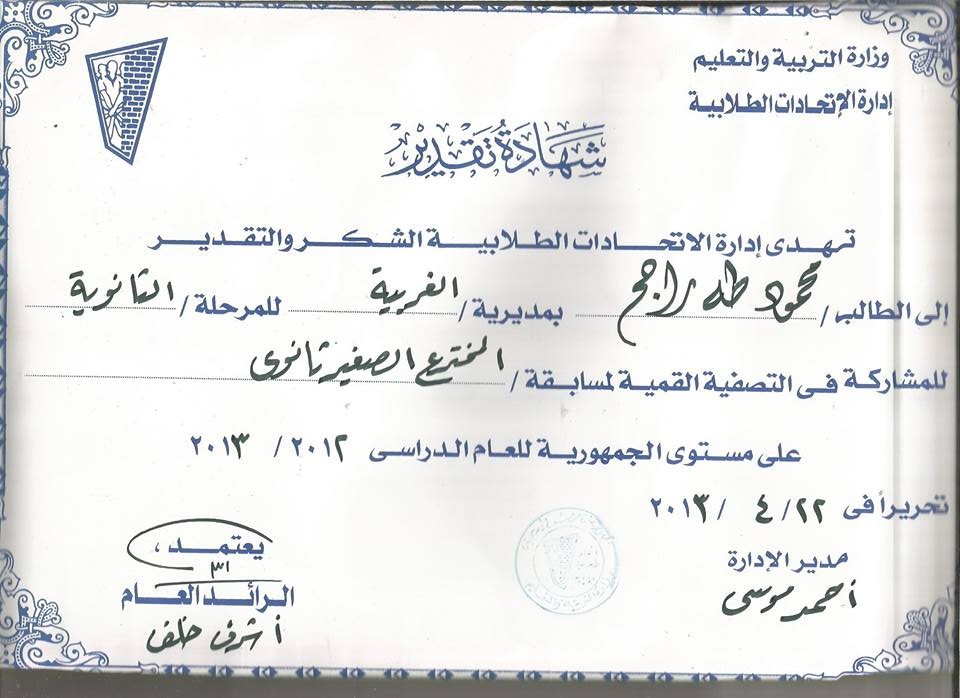 وزارة التربية والتعليم
إدارة الإتحادات الطلابية
شهادة تقدير
تهدى إدارة الاتحادات الطلابية الشكر والتقدير
إلى الطالب / محمود طه راجح بمديرية / الغربية للمرحلة / الثانوية
للمشاركة فى التصفية القمية لمسابقة / المخترع الصغير ثانوى
على مستوى الجمهورية للعام الدراسى ٢٠١٢ / ٢٠١٣
تحريراً فى ٢٢ / ٤ / ٢٠١٣
مدير الإدارة
أحمد موسى
يعتمد ،
الرائد العام
أشرف خلف